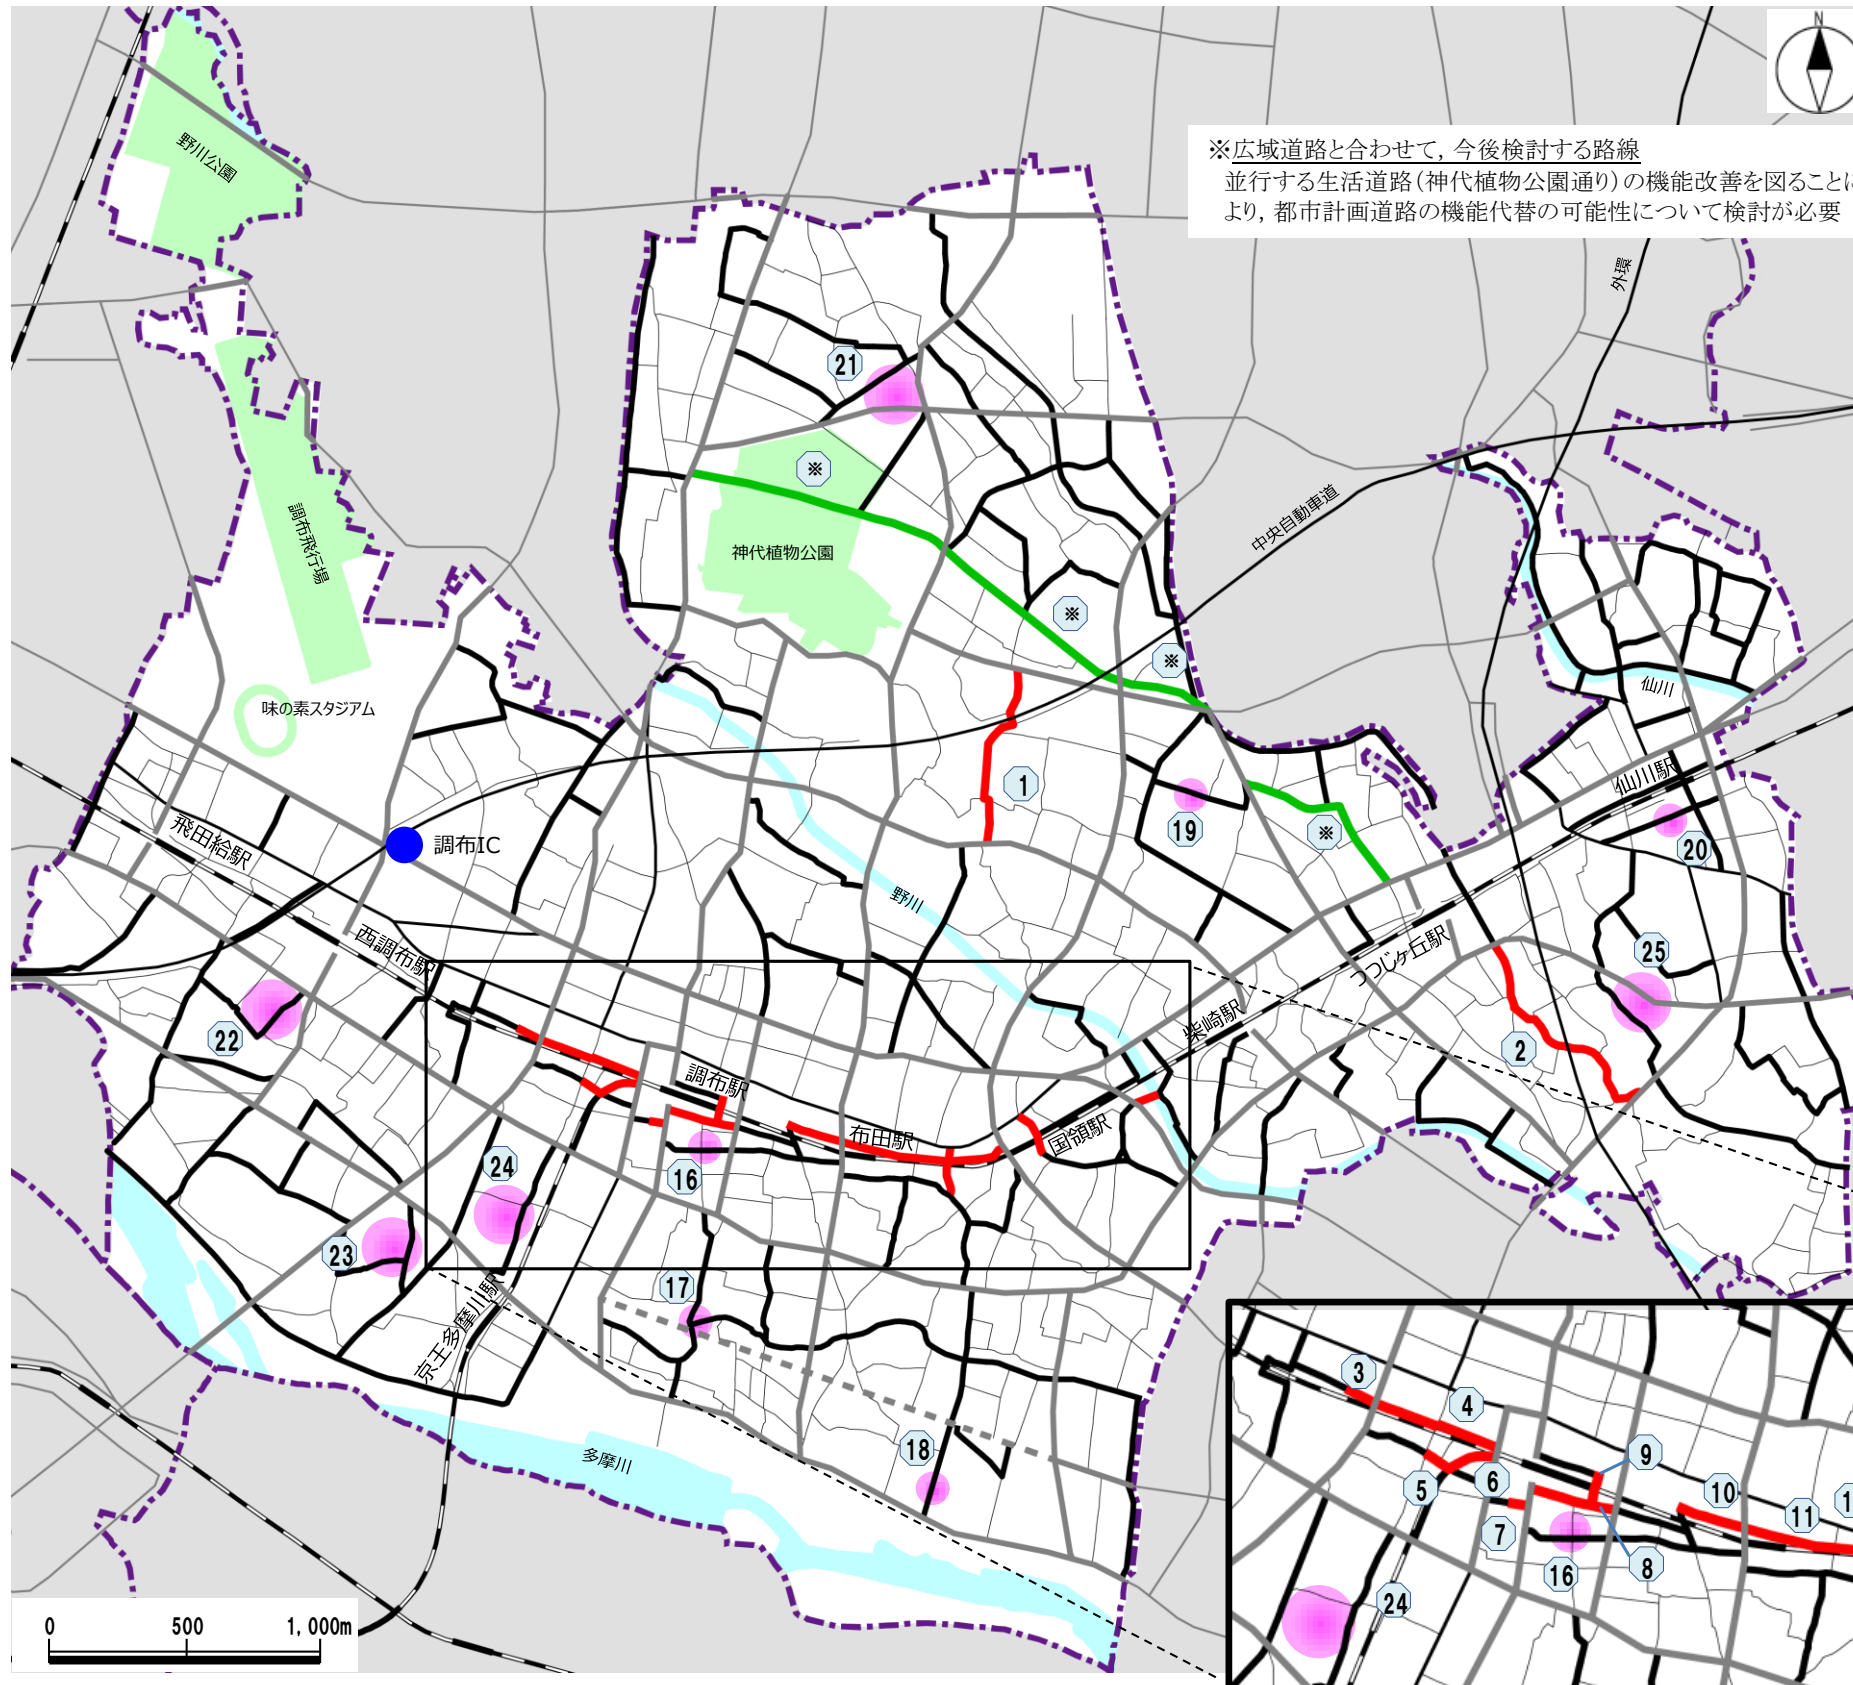 N
※広域道路と合わせて，今後検討する路線
並行する生活道路（神代植物公園通り）の機能改善を図ることに
より，都市計画道路の機能代替の可能性について検討が必要
野川公園
外環
21
※
調布飛行場
神代植物公園
中央自動車道
※
※
仙川
味の素スタジアム
1
仙川駅
19
※
20
飛田給駅
調布IC
野川
西調布駅
つつじヶ丘駅
25
柴崎駅
22
2
調布駅
布田駅
国領駅
24
16
23
17
京王多摩川駅
18
多摩川
3
4
9
5
6
10
11
1
7
8
16
24
0 500 1,000m